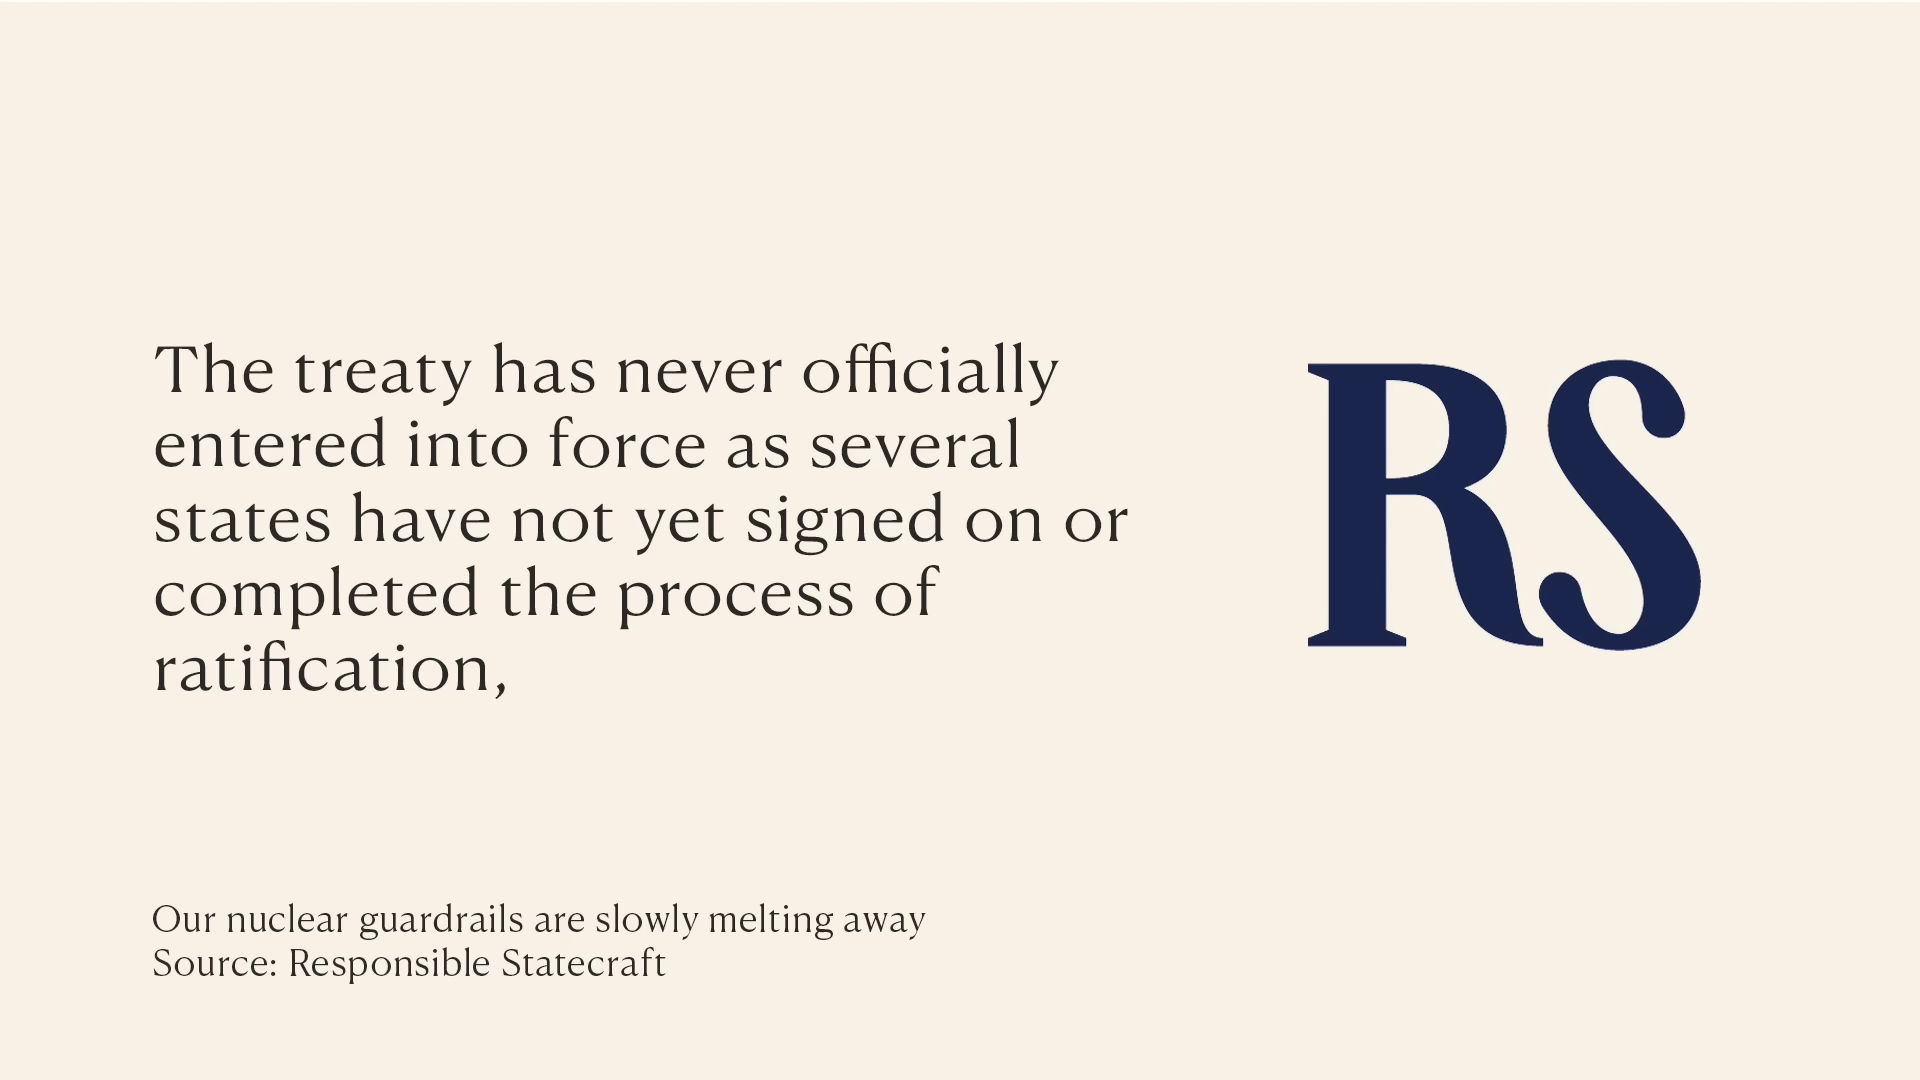 The treaty has never officially
entered into force as several
states have not yet signed on or
completed the process of
ratification,
RS
Our nuclear guardrails are slowly melting away
Source: Responsible Statecraft